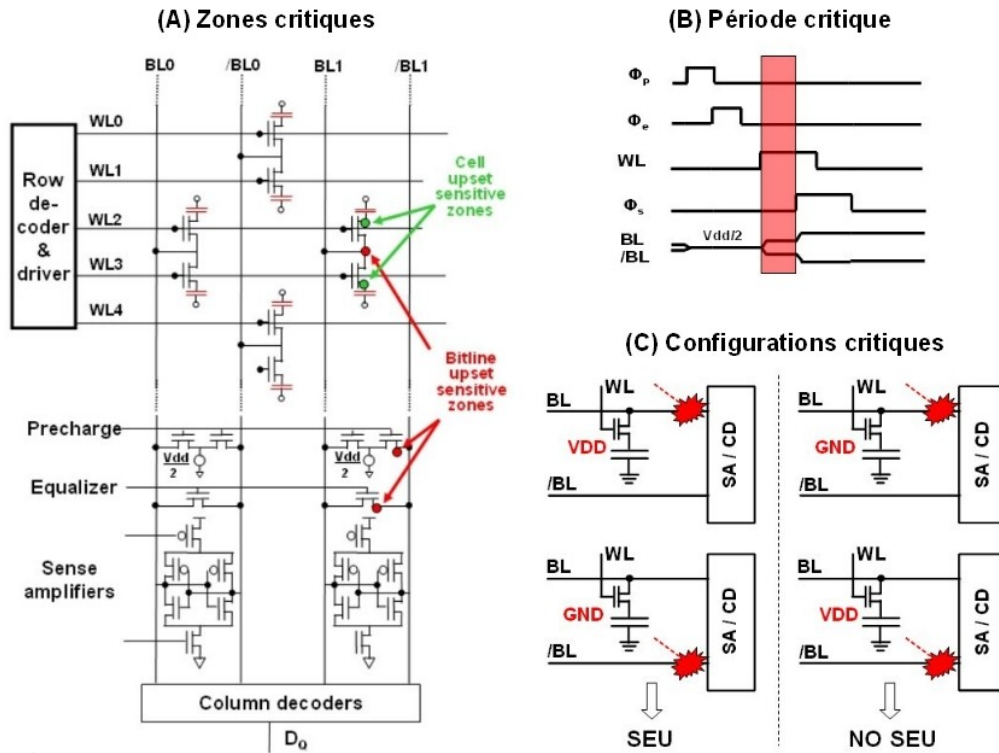 (A) Zones critiques
BL0 /BL0 BL1 /BL1
WL0
WL1
WL2
WL3
WL4
Row
de-
coder
&
driver
Cell
upset
sensitive
zones
Bitline
upset
sensitive
zones
Precharge
Vdd
2
Vdd
2
Equalizer
Sense
amplifiers
Column decoders
DQ
(B) Période critique
Φp
Φe
WL
Φs
BL
/BL
Vdd/2
(C) Configurations critiques
WL
BL
VDD
/BL
SA / CD
WL
BL
GND
/BL
SA / CD
WL
BL
GND
/BL
SA / CD
WL
BL
VDD
/BL
SA / CD
SEU
NO SEU